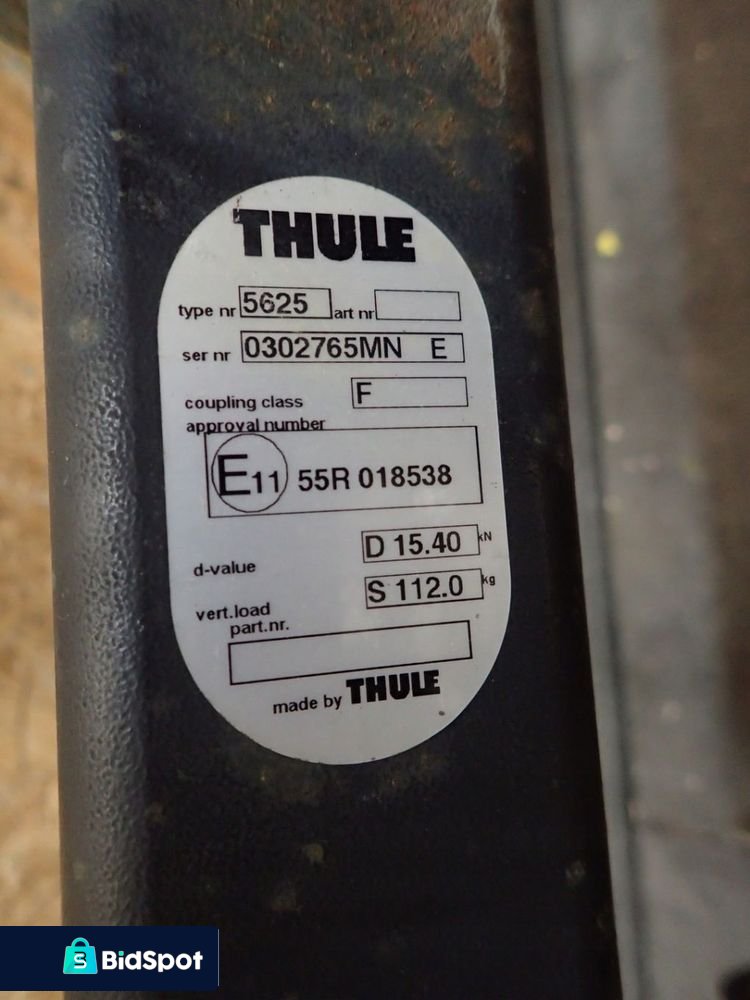 THULE
type nr 5625 art nr
ser nr 0302765MN E
coupling class F
approval number
E11 55R 018538
d-value D 15.40 kN
vert.load S 112.0 kg
part.nr.
made by THULE
S BidSpot